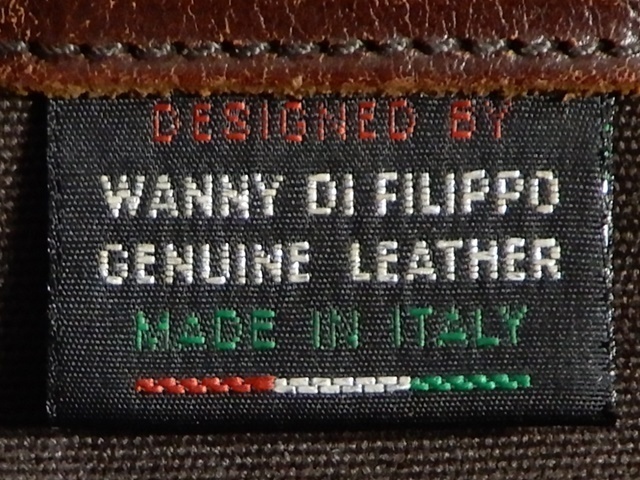 DESIGNED BY
WANNY DI FILIPPO
GENUINE LEATHER
MADE IN ITALY